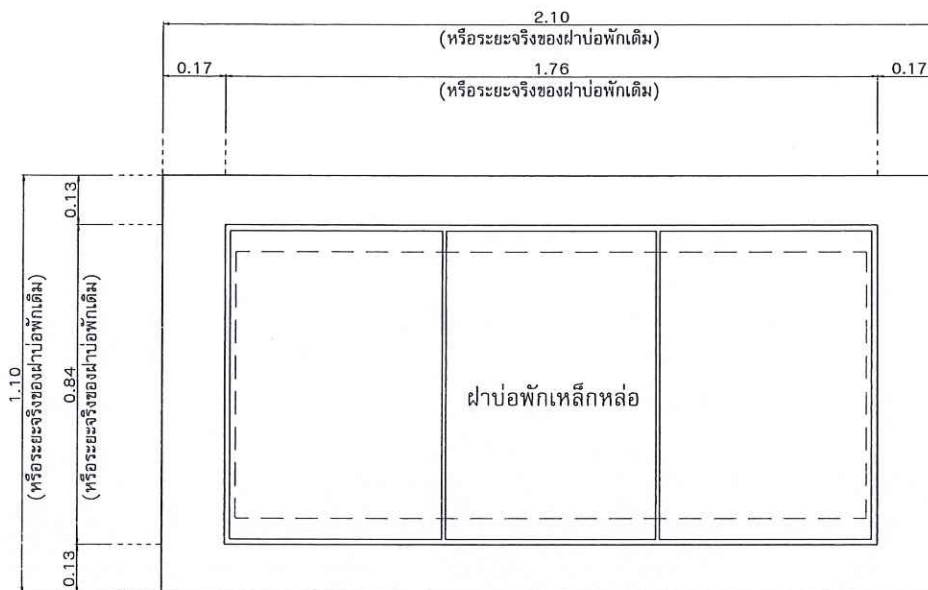 2.10
(หรือระยะจริงของฝาบ่อพักเดิม)
0.17
1.76
0.17
(หรือระยะจริงของฝาบ่อพักเดิม)
0.13
1.10
(หรือระยะจริงของฝาบ่อพักเดิม)
0.84
(หรือระยะจริงของฝาบ่อพักเดิม)
ฝาบ่อพักเหล็กหล่อ
0.13